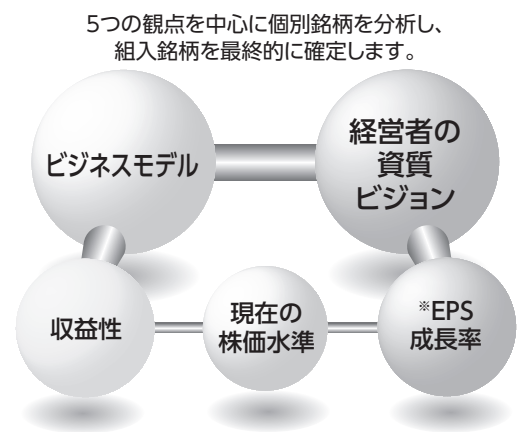 5つの観点を中心に個別銘柄を分析し、
組入銘柄を最終的に確定します。
ビジネスモデル
経営者の
資質
ビジョン
収益性
現在の
株価水準
※EPS
成長率